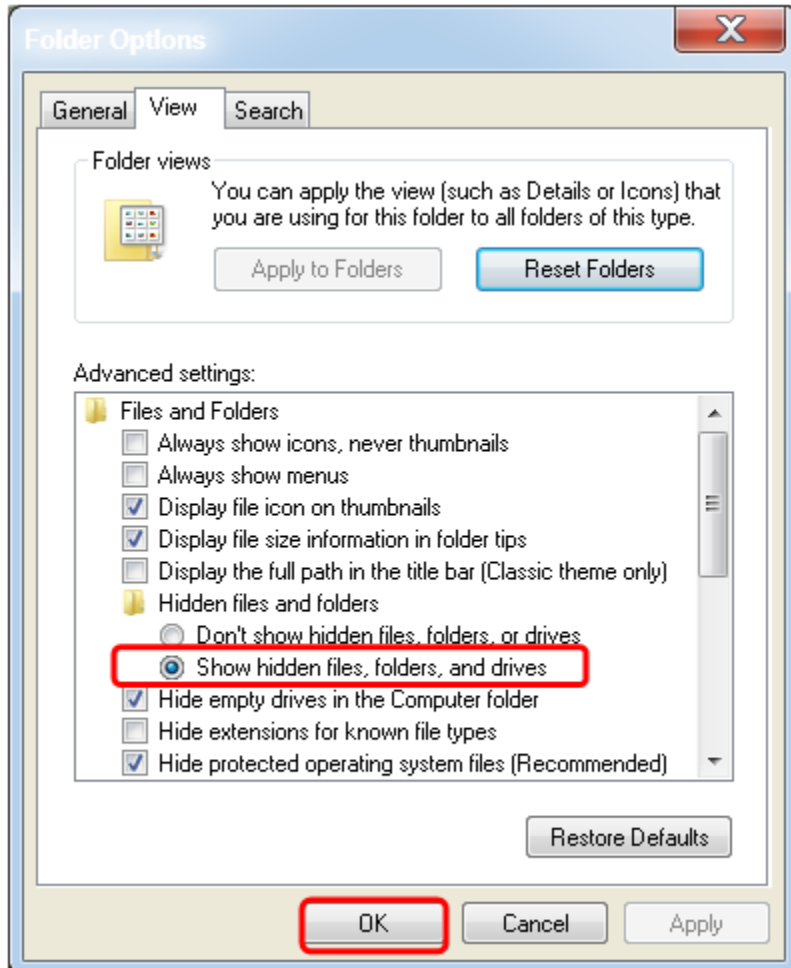 Folder Options
General View Search
Folder views
You can apply the view (such as Details or Icons) that
you are using for this folder to all folders of this type.
Apply to Folders Reset Folders
Advanced settings:
Files and Folders
Always show icons, never thumbnails
Always show menus
Display file icon on thumbnails
Display file size information in folder tips
Display the full path in the title bar (Classic theme only)
Hidden files and folders
Don't show hidden files, folders, or drives
Show hidden files, folders, and drives
Hide empty drives in the Computer folder
Hide extensions for known file types
Hide protected operating system files (Recommended)
Restore Defaults
OK Cancel Apply